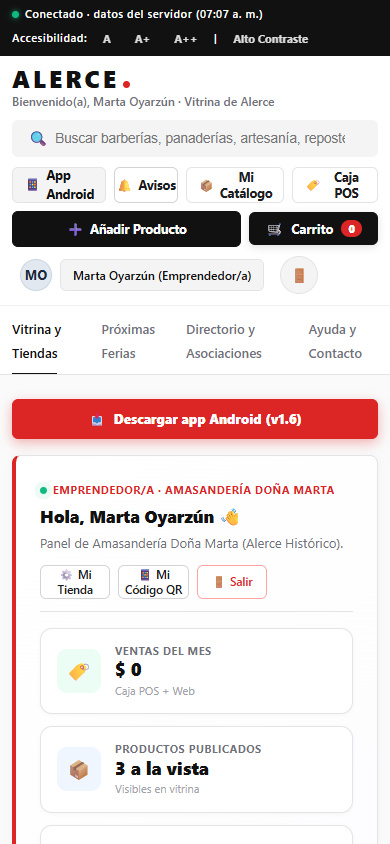 Conectado · datos del servidor (07:07 a. m.)
Accesibilidad: A A+ A++ | Alto Contraste
ALERCE.
Bienvenido(a), Marta Oyarzún · Vitrina de Alerce
Buscar barberías, panaderías, artesanía, reposte
App Android
Avisos
Mi Catálogo
Caja POS
Añadir Producto
Carrito 0
MO
Marta Oyarzún (Emprendedor/a)
Vitrina y Tiendas
Próximas Ferias
Directorio y Asociaciones
Ayuda y Contacto
Descargar app Android (v1.6)
EMPRENDEDOR/A · AMASANDERÍA DOÑA MARTA
Hola, Marta Oyarzún
Panel de Amasandería Doña Marta (Alerce Histórico).
Mi Tienda
Mi Código QR
Salir
VENTAS DEL MES
$ 0
Caja POS + Web
PRODUCTOS PUBLICADOS
3 a la vista
Visibles en vitrina